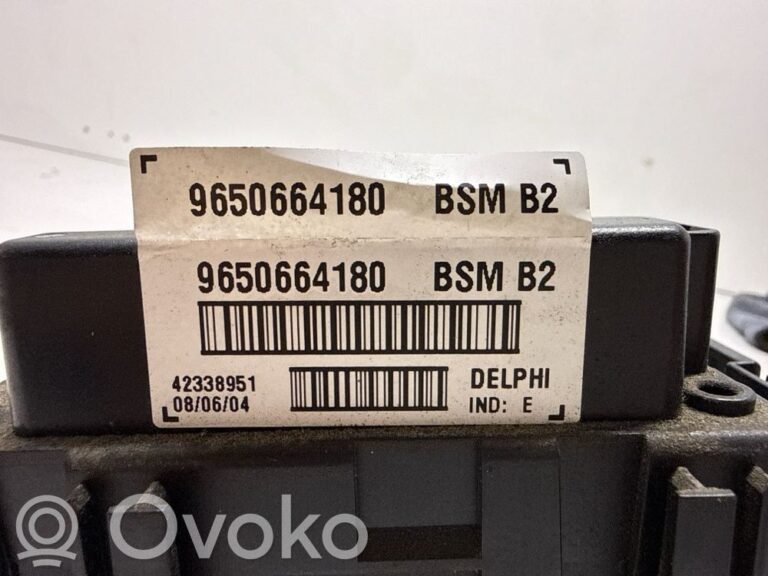 9650664180 BSM B2
9650664180 BSM B2
42338951
08/06/04
DELPHI
IND: E
Ovoko